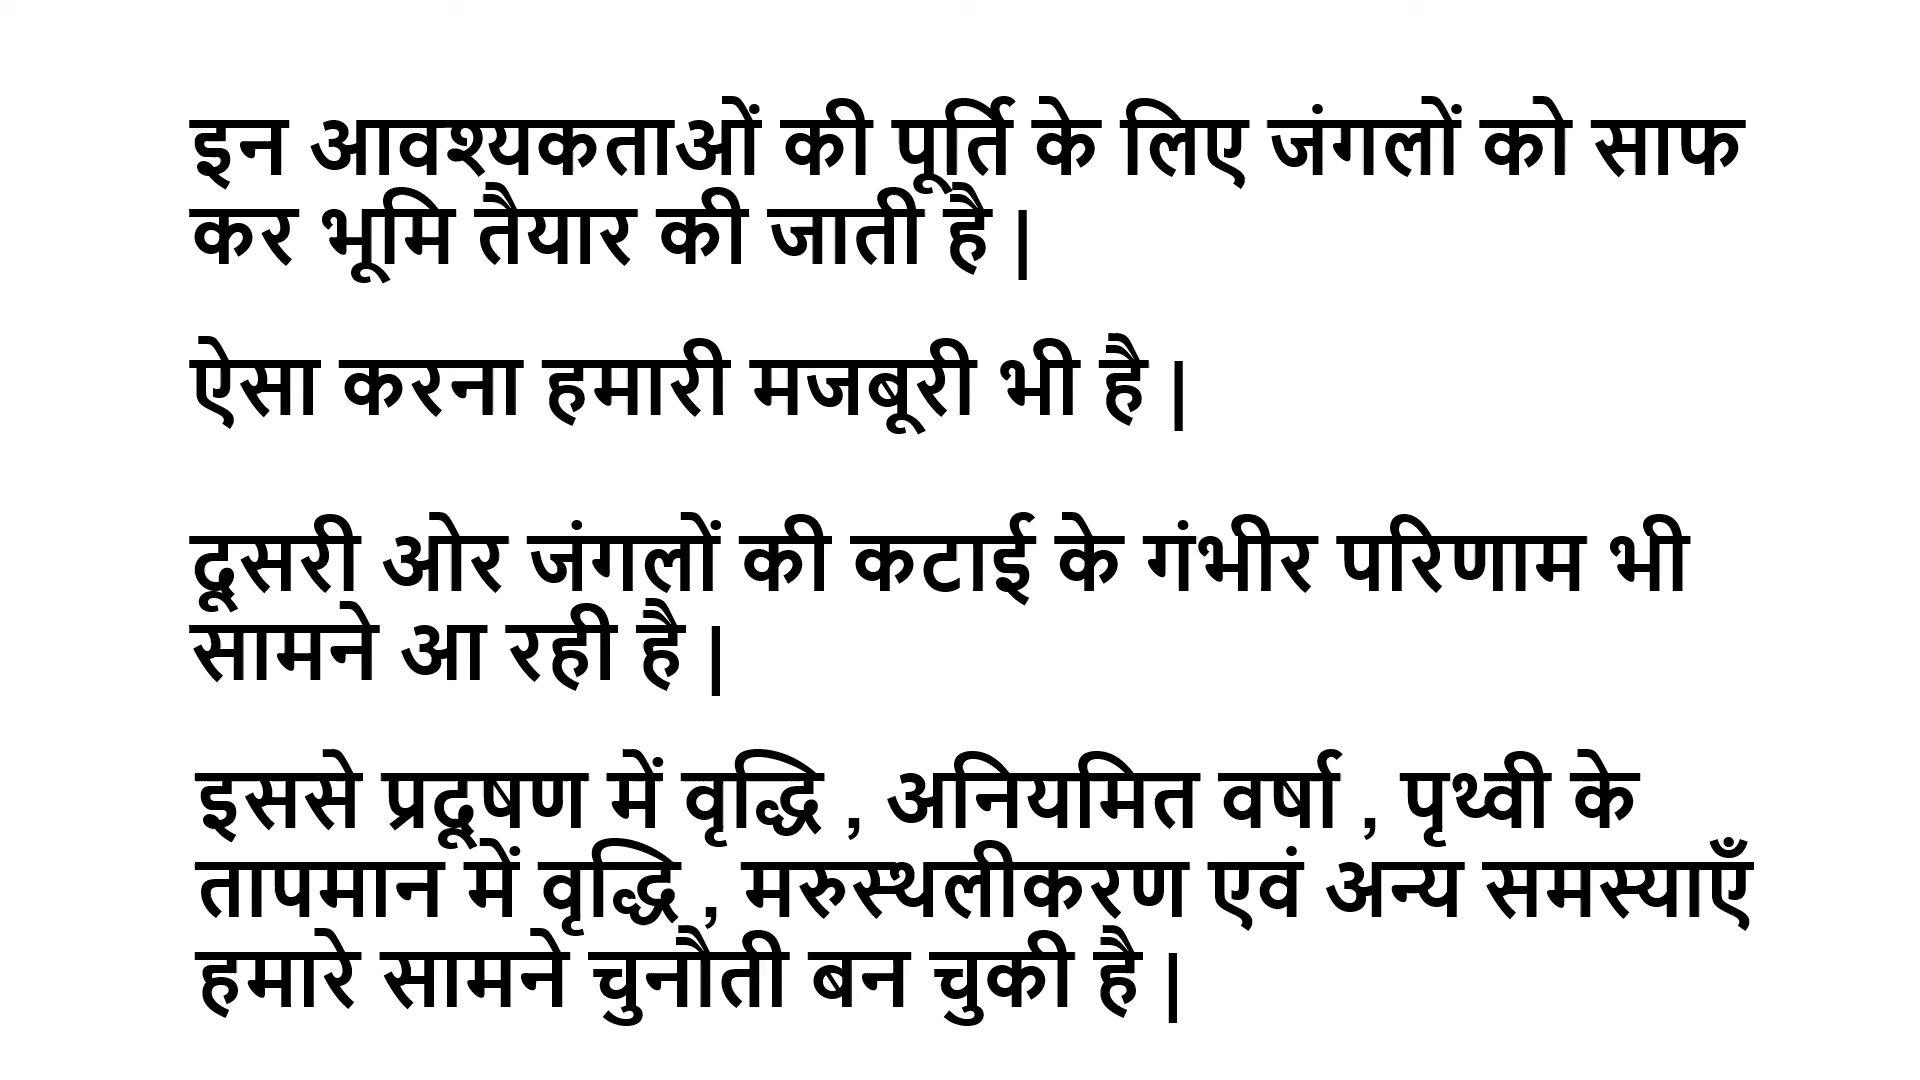 इन आवश्यकताओं की पूर्ति के लिए जंगलों को साफ
कर भूमि तैयार की जाती है |
ऐसा करना हमारी मजबूरी भी है |
दूसरी ओर जंगलों की कटाई के गंभीर परिणाम भी
सामने आ रही है |
इससे प्रदूषण में वृद्धि , अनियमित वर्षा , पृथ्वी के
तापमान में वृद्धि , मरुस्थलीकरण एवं अन्य समस्याएँ
हमारे सामने चुनौती बन चुकी है |